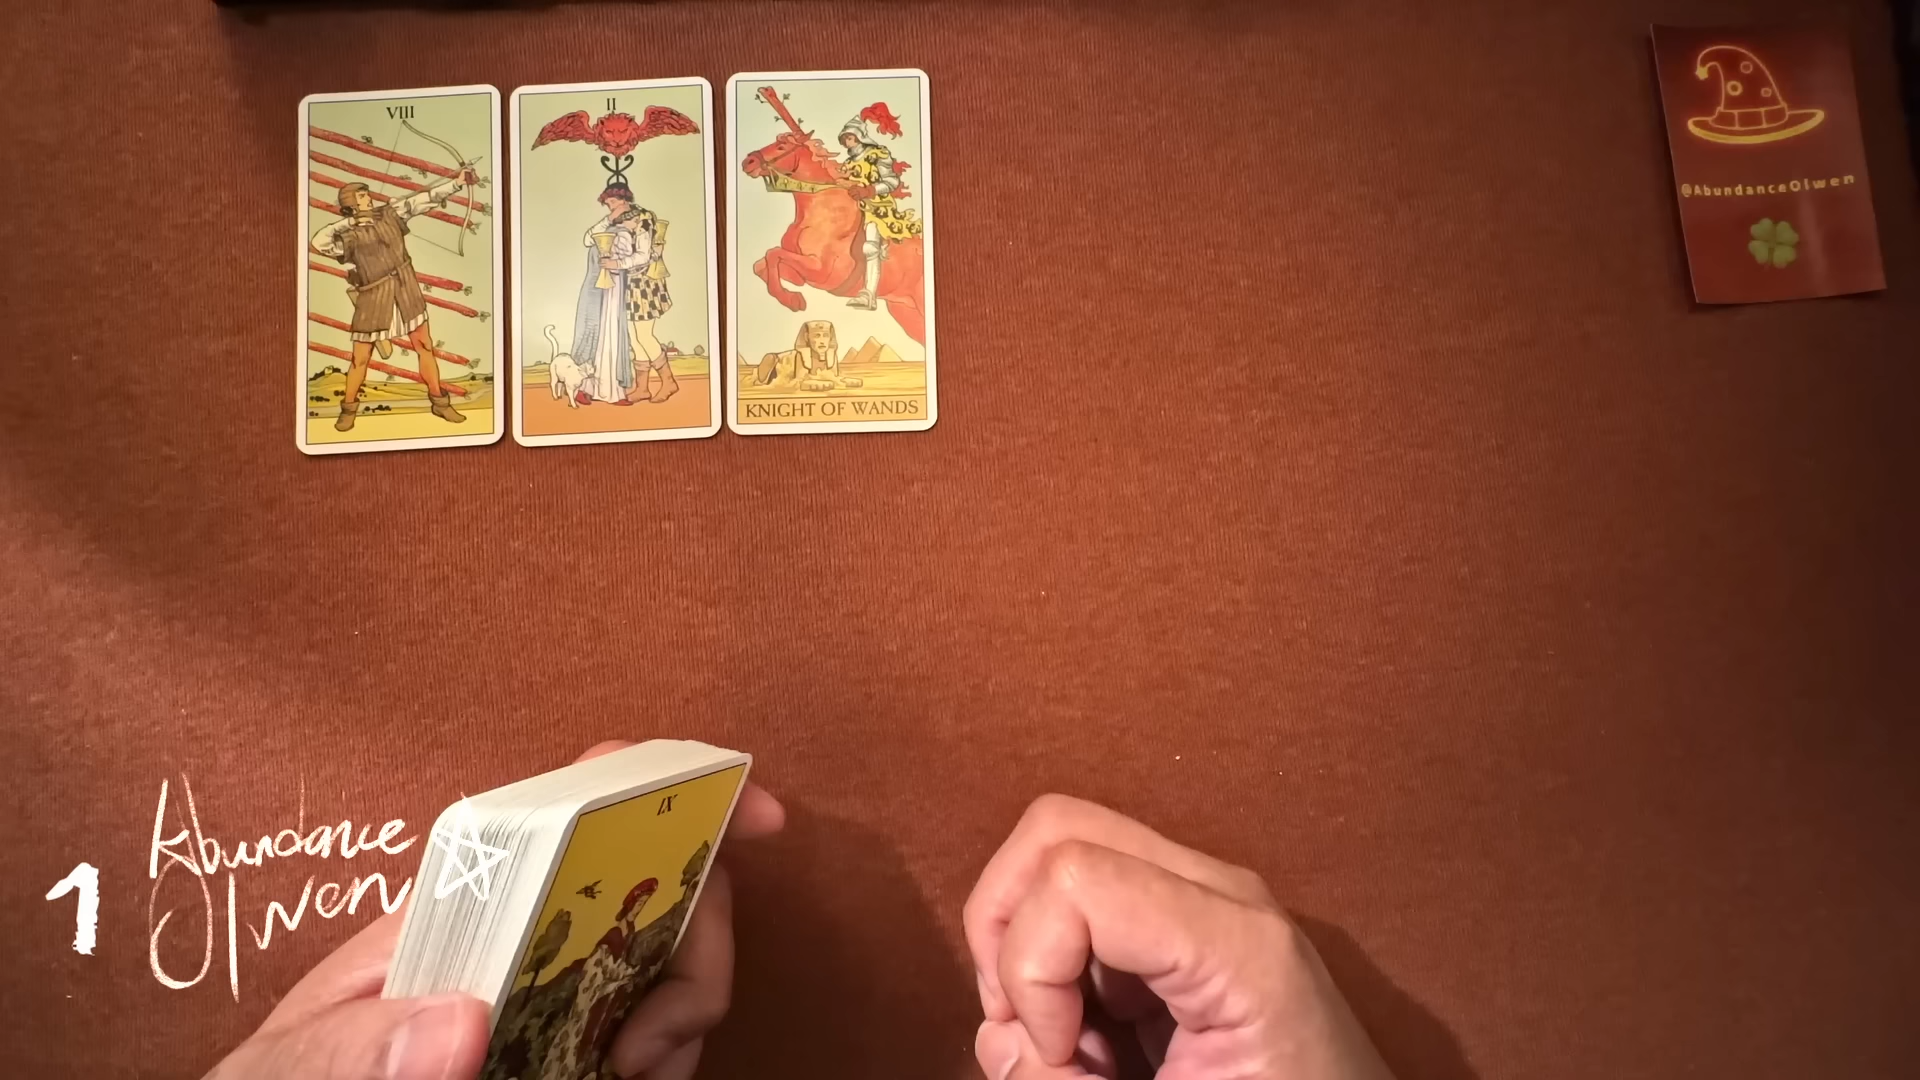 VIII
II
KNIGHT OF WANDS
@AbundanceOlwen
IX
1
Abundance
Olwen